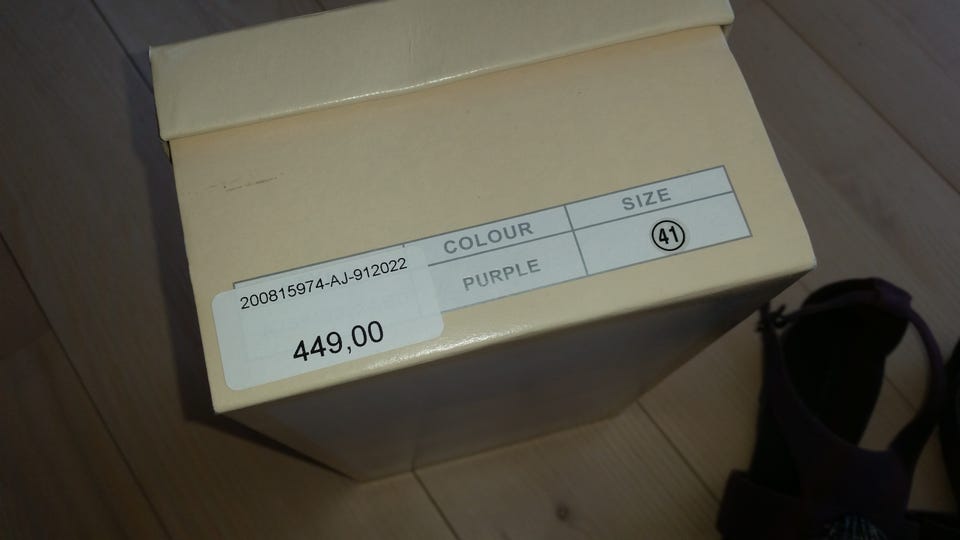 COLOUR SIZE
PURPLE 41
200815974-AJ-912022
449,00